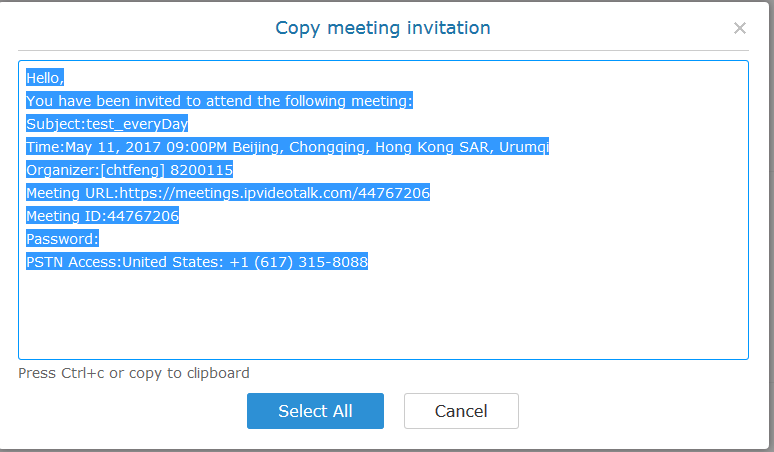 Copy meeting invitation
Hello,
You have been invited to attend the following meeting:
Subject:test_everyDay
Time:May 11, 2017 09:00PM Beijing, Chongqing, Hong Kong SAR, Urumqi
Organizer:[chtfeng] 8200115
Meeting URL:https://meetings.ipvideotalk.com/44767206
Meeting ID:44767206
Password:
PSTN Access:United States: +1 (617) 315-8088
Press Ctrl+c or copy to clipboard
Select All
Cancel